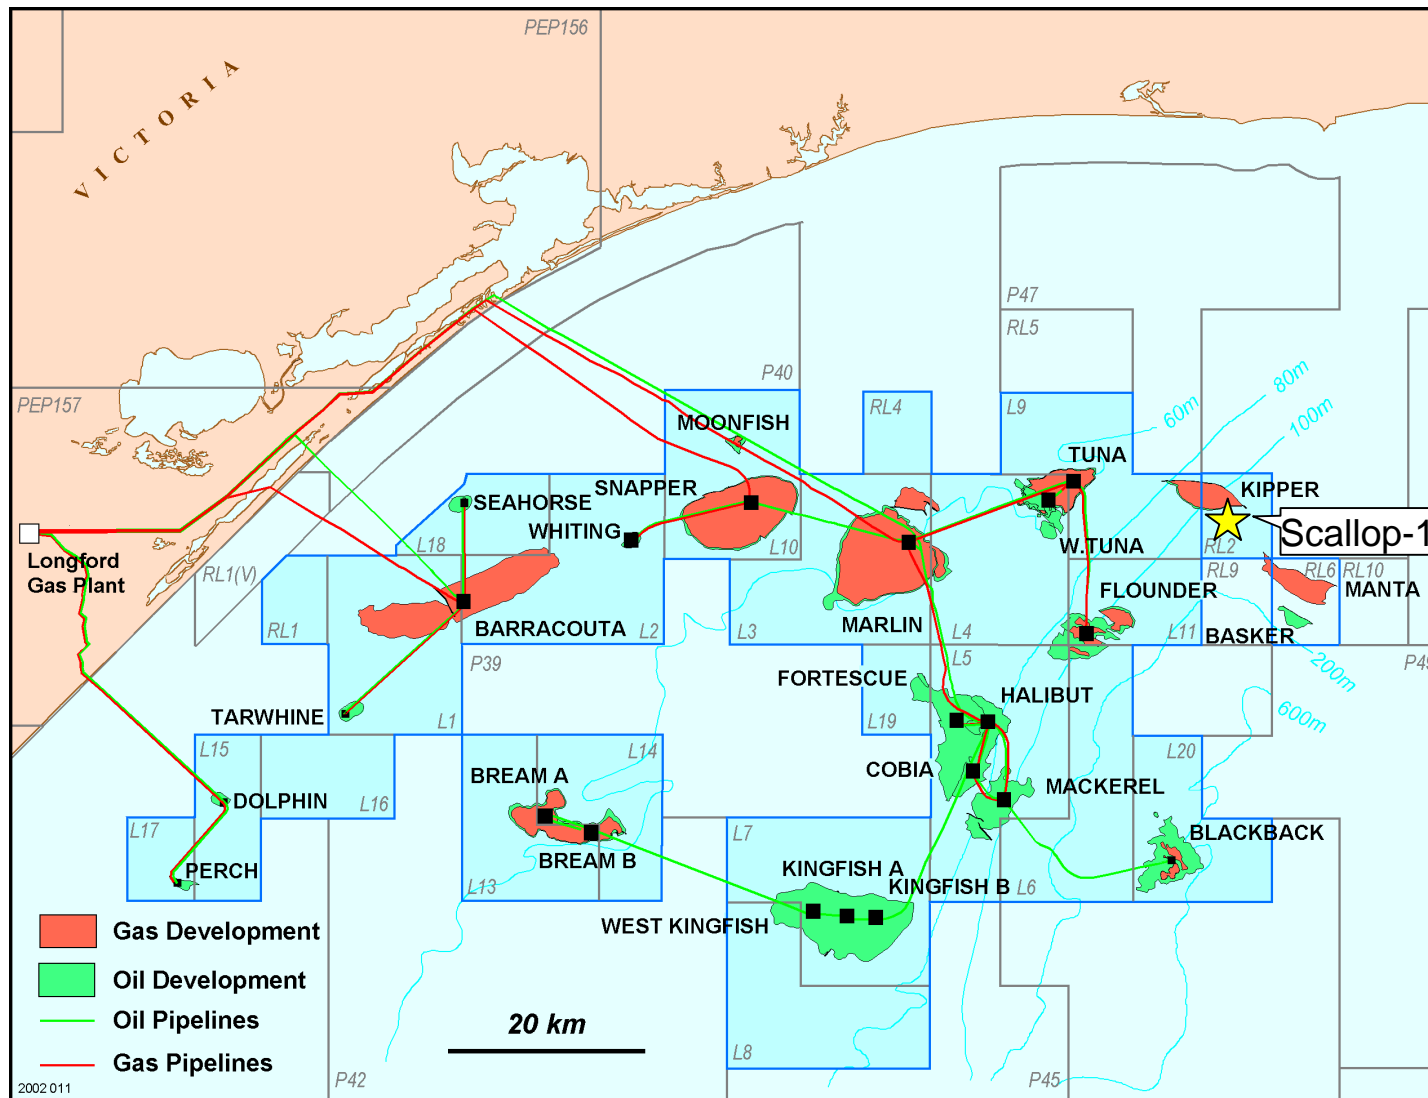 PEP156
VICTORIA
P47
RL5
P40
80m
60m
100m
PEP157
MOONFISH
RL4
L9
TUNA
SNAPPER
SEAHORSE
WHITING
KIPPER
Scallop-1
Longford
Gas Plant
L18
L10
W.TUNA
RL2
RL1(V)
RL9
RL6
RL10
FLOUNDER
MANTA
RL1
BARRACOUTA
L2
L3
MARLIN
L4
L11
BASKER
P39
L5
P49
200m
FORTESCUE
HALIBUT
600m
TARWHINE
L1
L19
L15
L14
L20
BREAM A
COBIA
MACKEREL
DOLPHIN
L16
L17
L7
BLACKBACK
BREAM B
PERCH
KINGFISH A
KINGFISH B
L13
L6
WEST KINGFISH
Gas Development
Oil Development
Oil Pipelines
20 km
Gas Pipelines
L8
P42
P45
2002 011